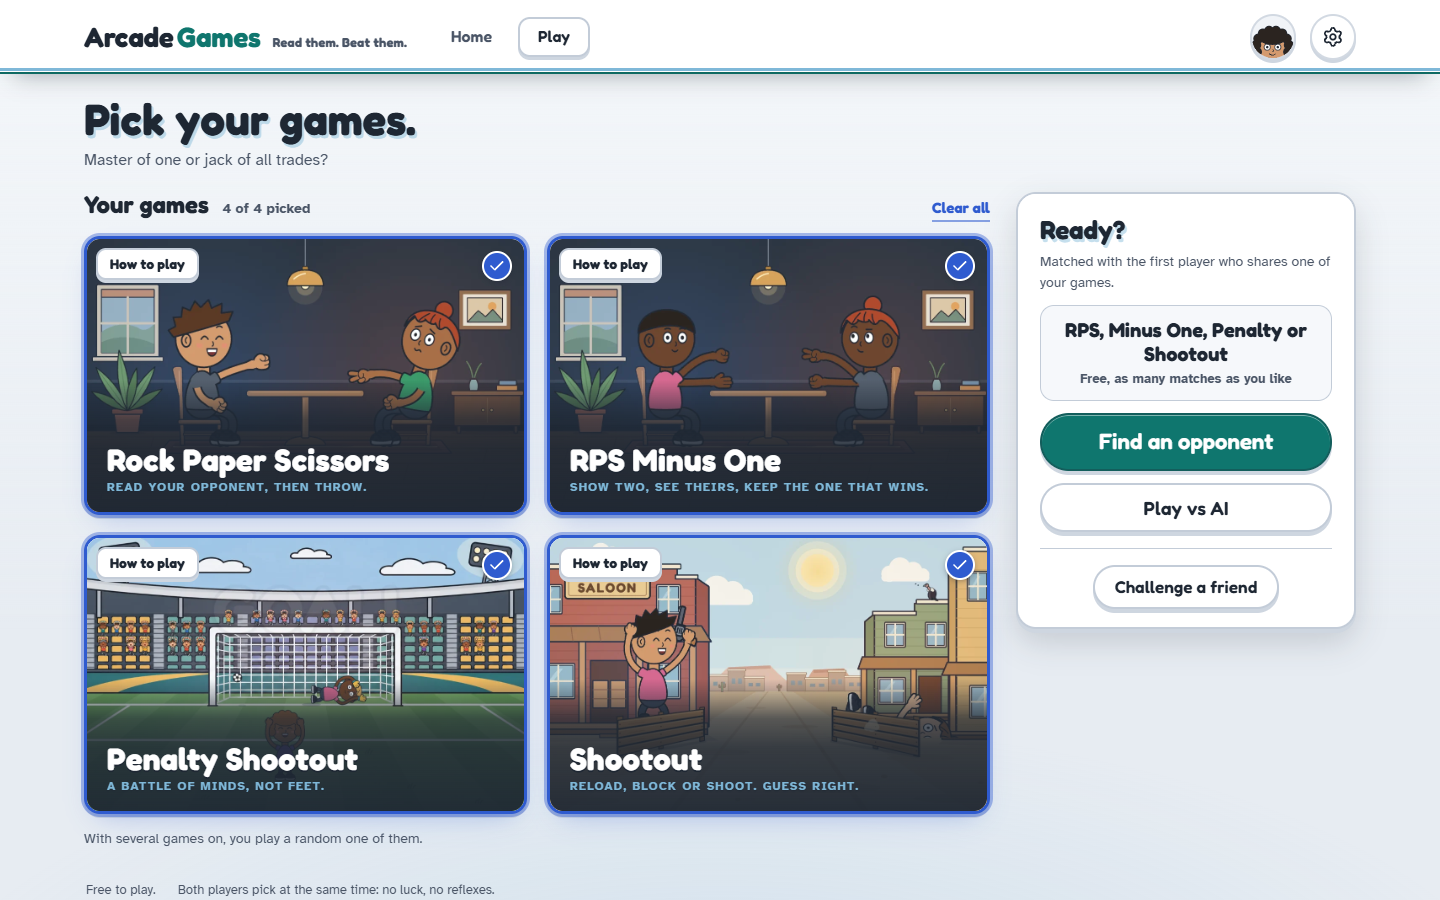 Arcade Games Read them. Beat them. Home Play
Pick your games.
Master of one or jack of all trades?
Your games 4 of 4 picked Clear all
How to play
Rock Paper Scissors
READ YOUR OPPONENT, THEN THROW.
How to play
RPS Minus One
SHOW TWO, SEE THEIRS, KEEP THE ONE THAT WINS.
How to play
GOAL!
Penalty Shootout
A BATTLE OF MINDS, NOT FEET.
How to play
SALOON
Shootout
RELOAD, BLOCK OR SHOOT. GUESS RIGHT.
With several games on, you play a random one of them.
Ready?
Matched with the first player who shares one of
your games.
RPS, Minus One, Penalty or
Shootout
Free, as many matches as you like
Find an opponent
Play vs AI
Challenge a friend
Free to play. Both players pick at the same time: no luck, no reflexes.